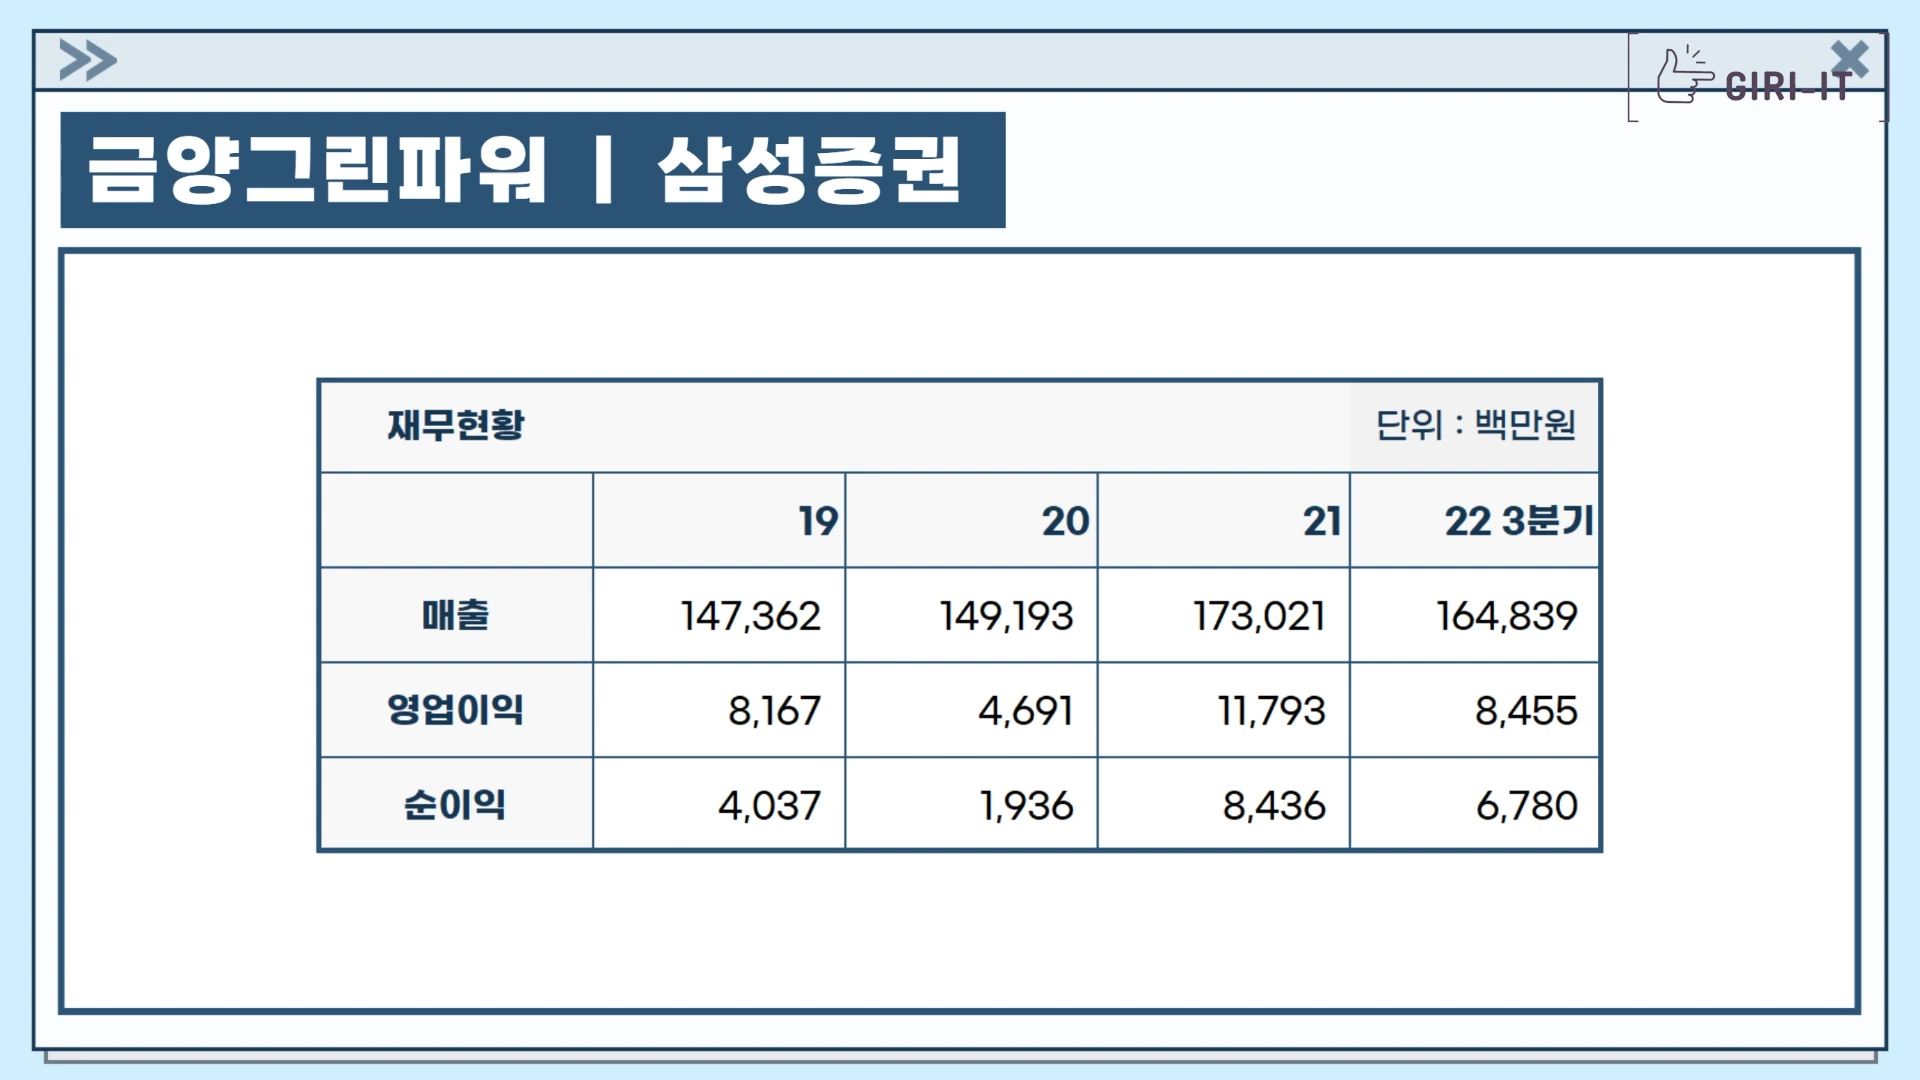 GIRI-IT
금양그린파워 | 삼성증권
재무현황 단위 : 백만원
19 20 21 22 3분기
매출 147,362 149,193 173,021 164,839
영업이익 8,167 4,691 11,793 8,455
순이익 4,037 1,936 8,436 6,780